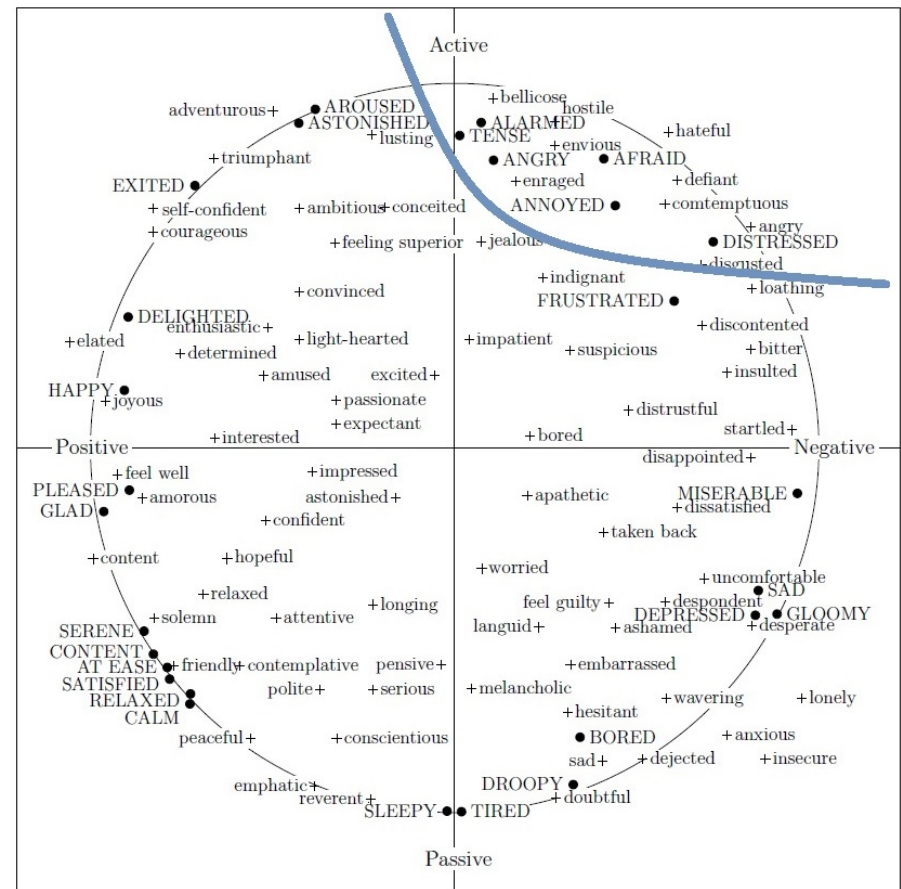 Active
bellicose
adventurous
AROUSED
hostile
ASTONISHED
ALARMED
lusting
TENSE
hateful
envious
triumphant
ANGRY
AFRAID
EXITED
enraged
defiant
self-confident
ambitious
conceited
ANNOYED
comtemptuous
courageous
angry
feeling superior
jealous
DISTRESSED
disgusted
indignant
convinced
loathing
FRUSTRATED
DELIGHTED
enthusiastic
discontented
elated
light-hearted
impatient
determined
suspicious
bitter
amused
excited
insulted
HAPPY
joyous
passionate
distrustful
expectant
startled
interested
bored
Positive
Negative
disappointed
feel well
impressed
PLEASED
amorous
astonished
apathetic
MISERABLE
GLAD
dissatisfied
confident
taken back
content
hopeful
worried
uncomfortable
relaxed
SAD
longing
feel guilty
despondent
solemn
attentive
DEPRESSED
GLOOMY
SERENE
languid
ashamed
desperate
CONTENT
AT EASE
friendly
contemplative
pensive
embarrassed
SATISFIED
polite
serious
melancholic
RELAXED
wavering
lonely
CALM
hesitant
peaceful
conscientious
BORED
anxious
sad
dejected
insecure
emphatic
DROOPY
reverent
doubtful
SLEEPY
TIRED
Passive